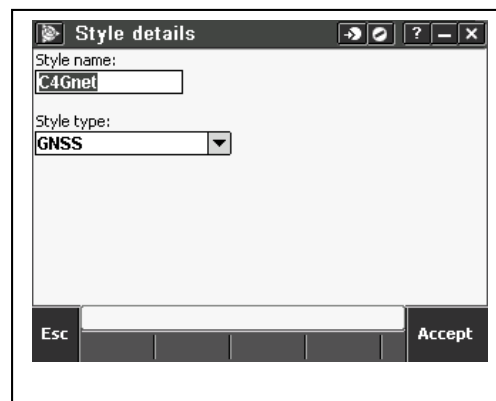 Style details
? – ×
Style name:
C4Gnet
Style type:
GNSS
Esc
Accept